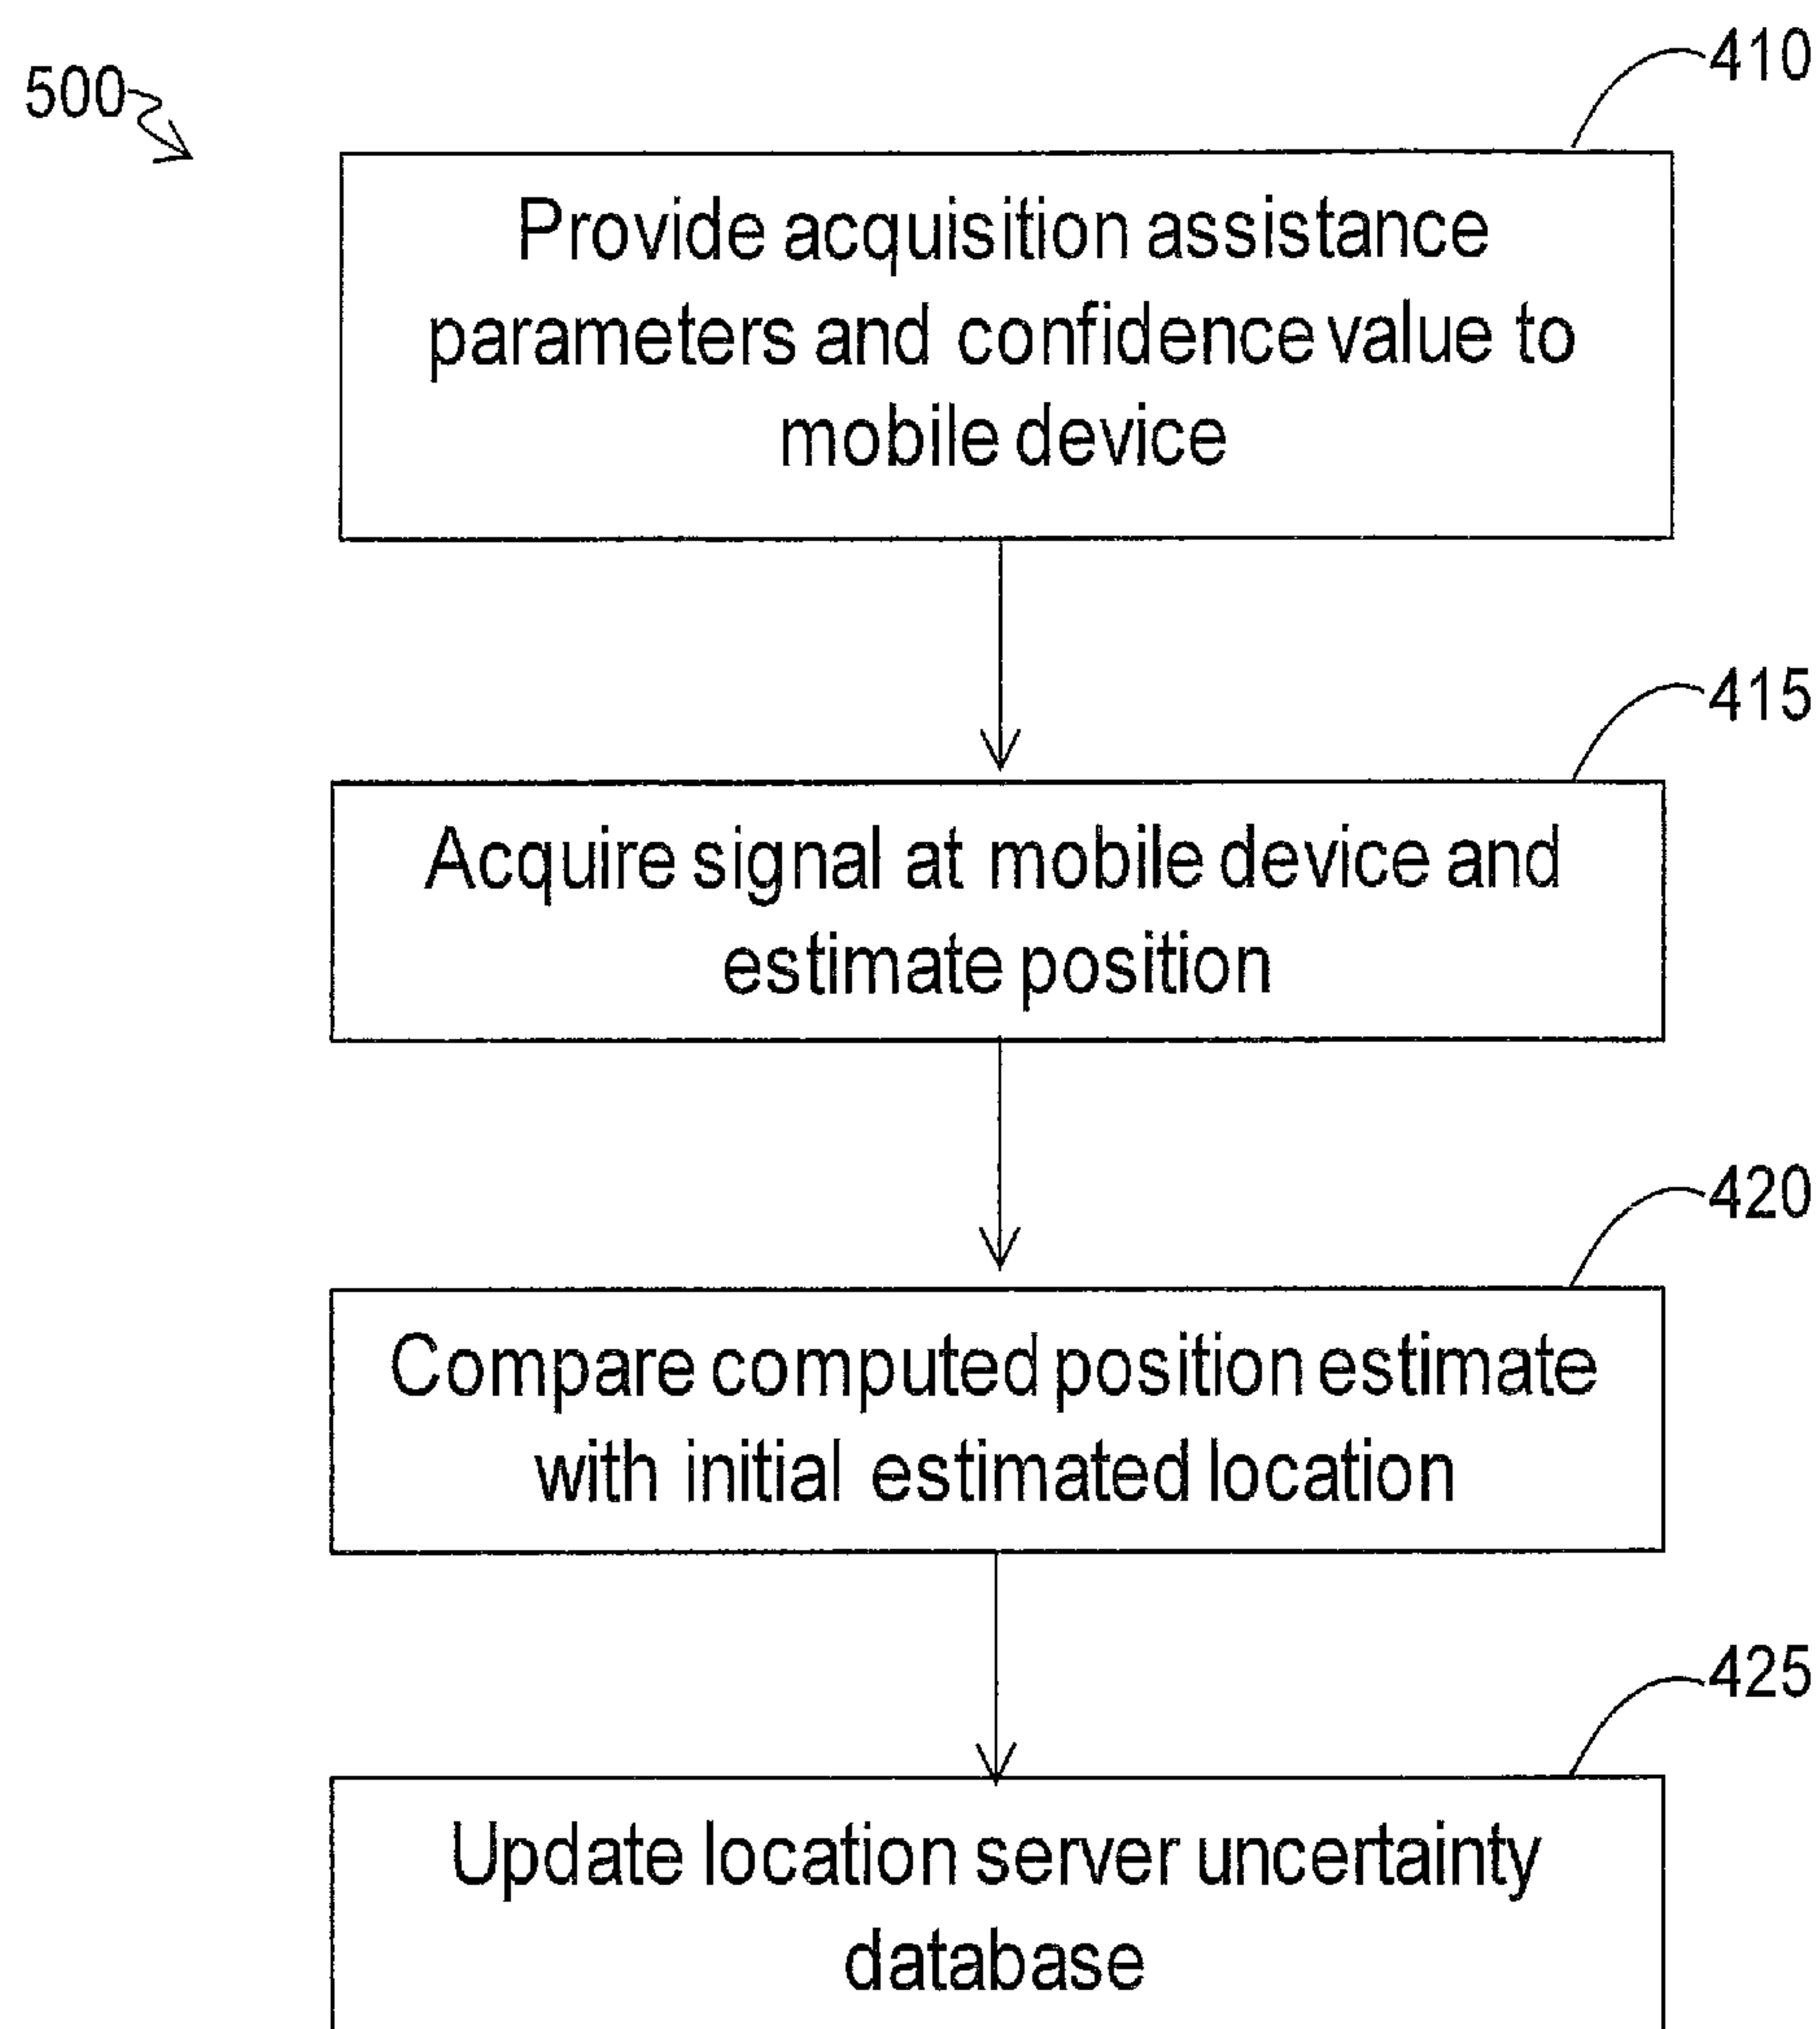 500
410
Provide acquisition assistance
parameters and confidence value to
mobile device
415
Acquire signal at mobile device and
estimate position
420
Compare computed position estimate
with initial estimated location
425
Update location server uncertainty
database